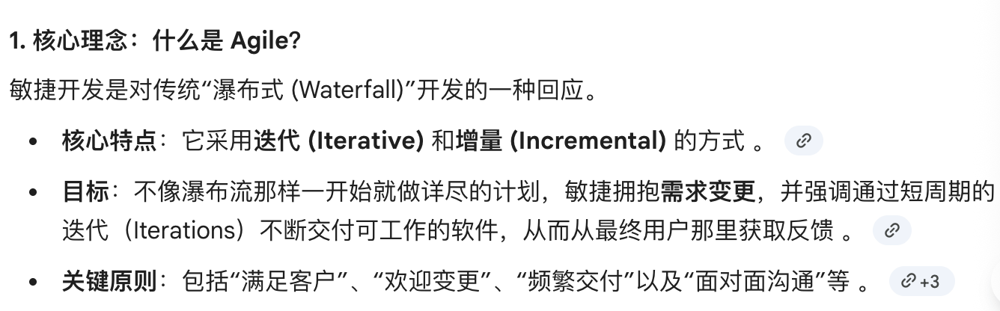 1. 核心理念：什么是 Agile?
敏捷开发是对传统“瀑布式 (Waterfall)”开发的一种回应。
• 核心特点：它采用迭代 (Iterative) 和增量 (Incremental) 的方式 。
• 目标：不像瀑布流那样一开始就做详尽的计划，敏捷拥抱需求变更，并强调通过短周期的
迭代（Iterations）不断交付可工作的软件，从而从最终用户那里获取反馈 。
• 关键原则：包括“满足客户”、“欢迎变更”、“频繁交付”以及“面对面沟通”等 。 +3